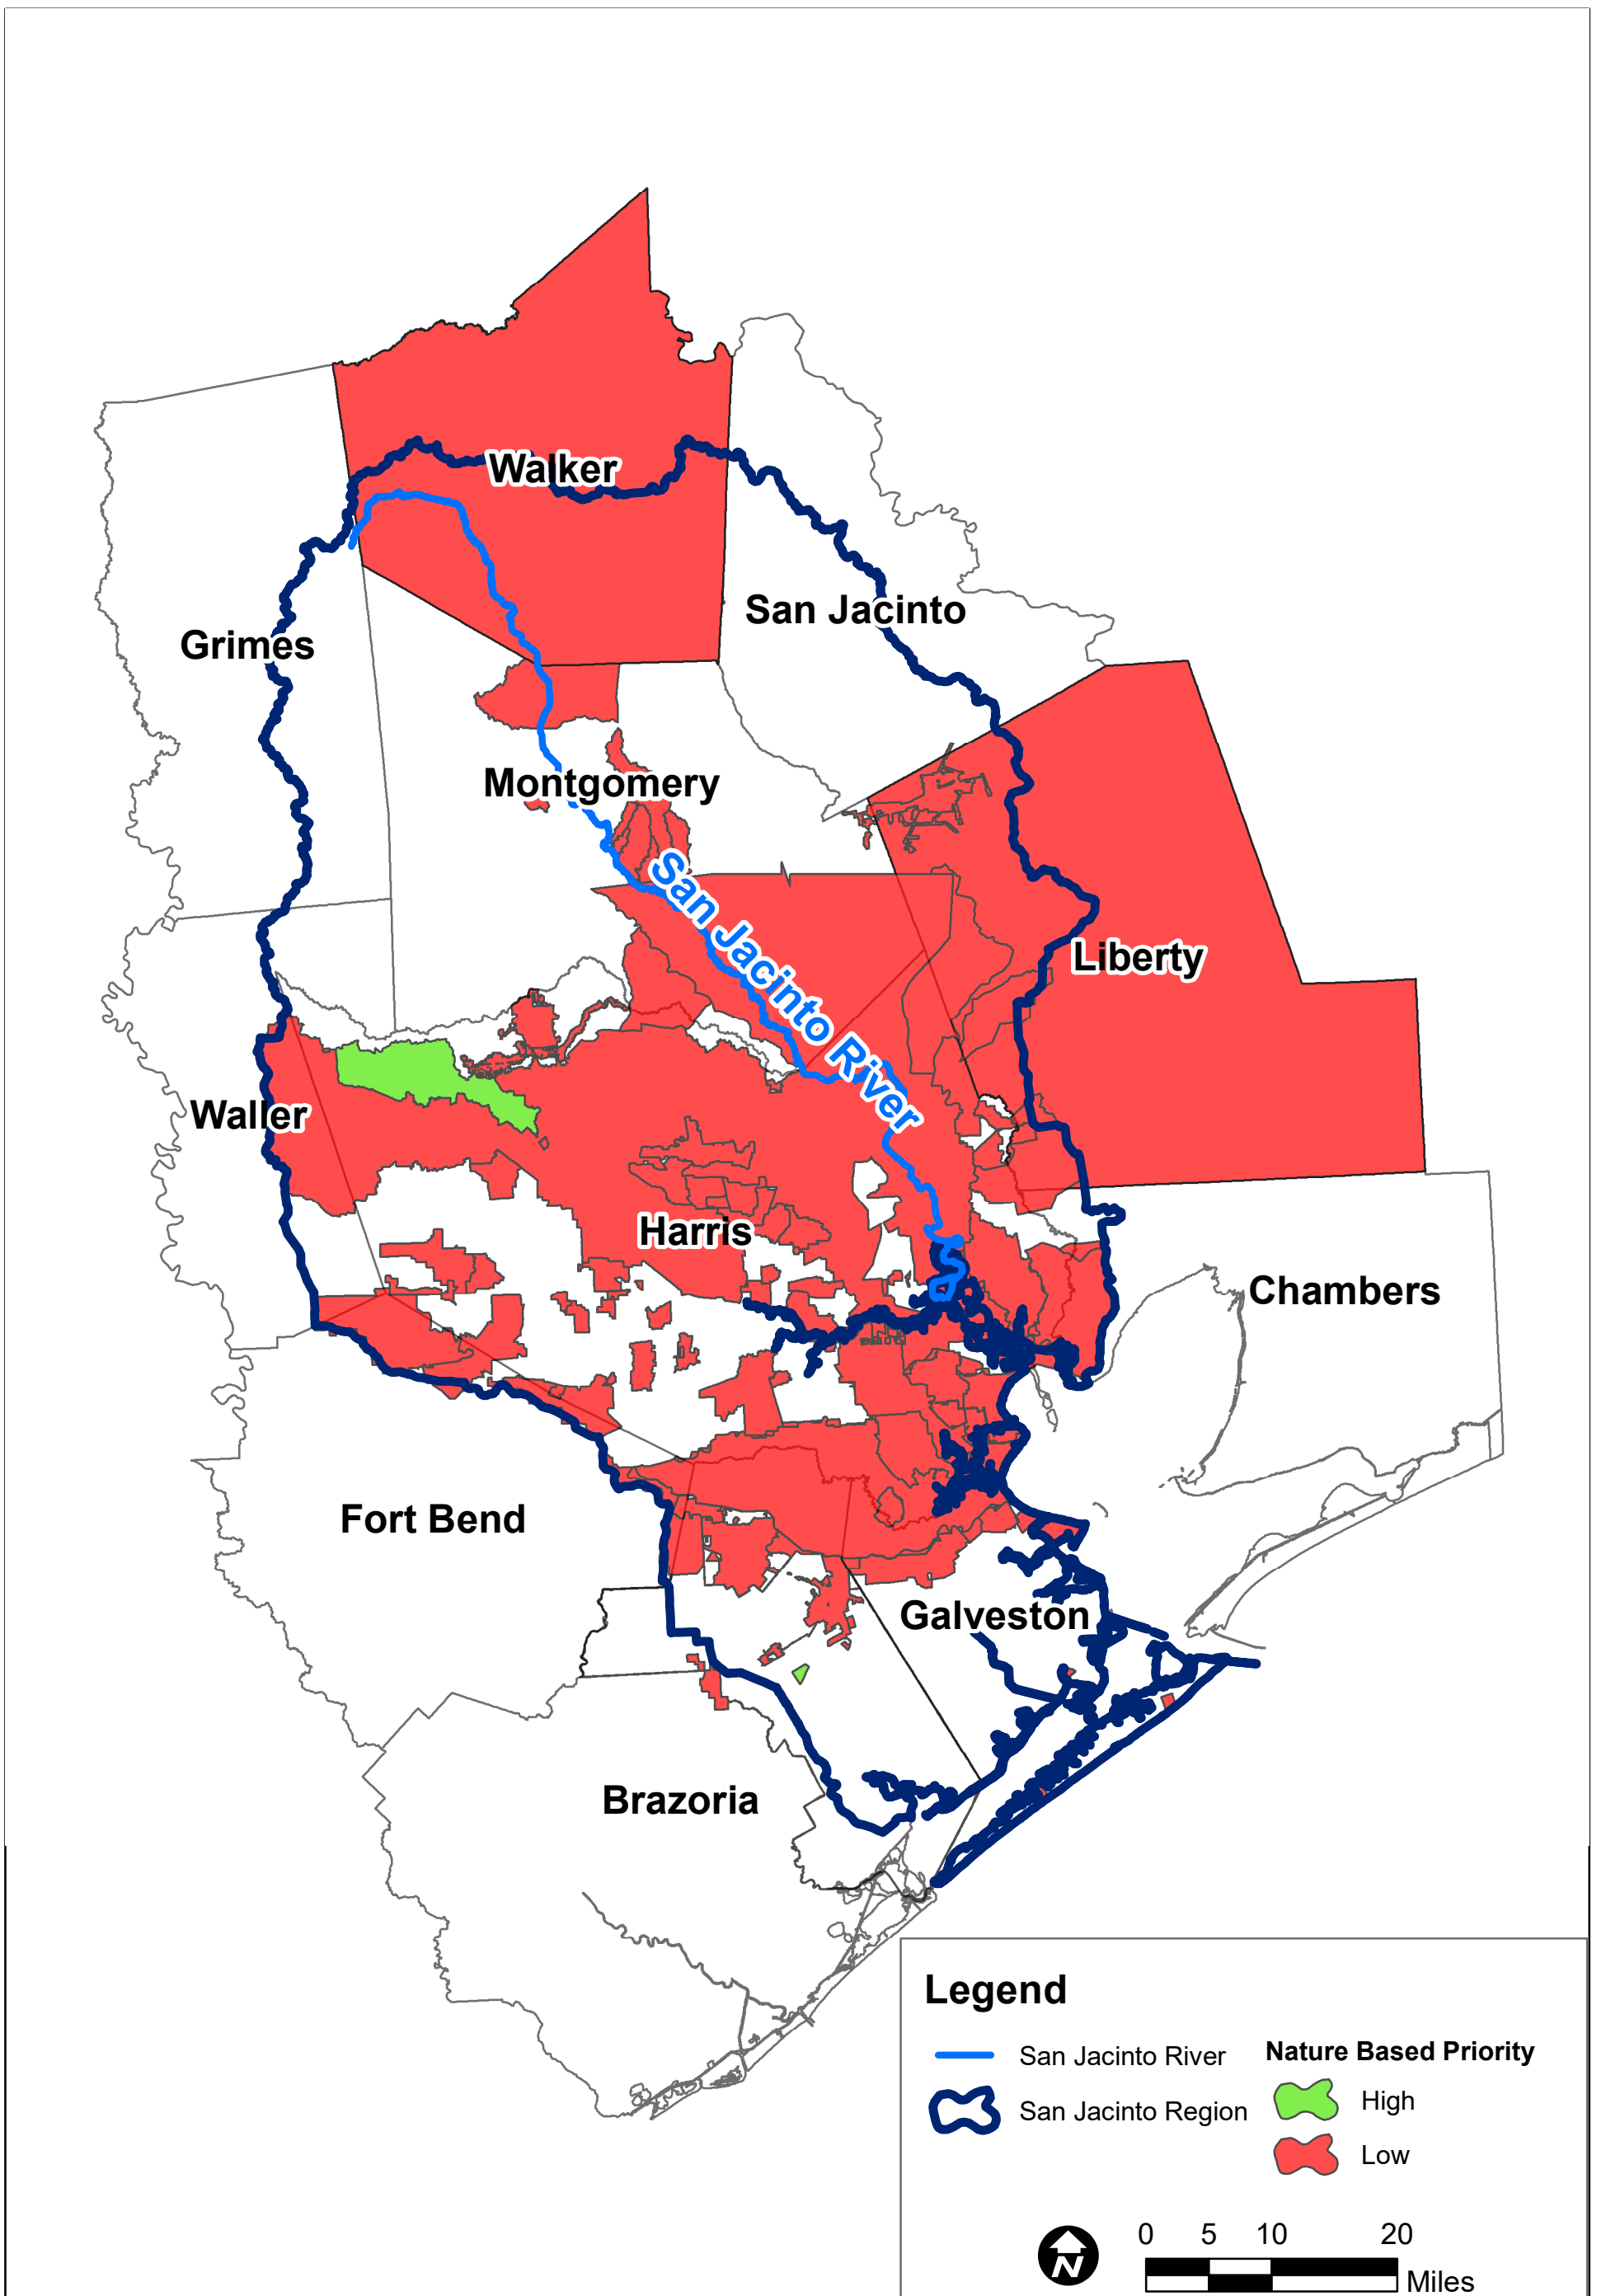 Walker
San Jacinto
Grimes
Montgomery
San Jacinto River
Liberty
Waller
Harris
Chambers
Fort Bend
Galveston
Brazoria
Legend
San Jacinto River
San Jacinto Region
Nature Based Priority
High
Low
N
0 5 10 20
Miles